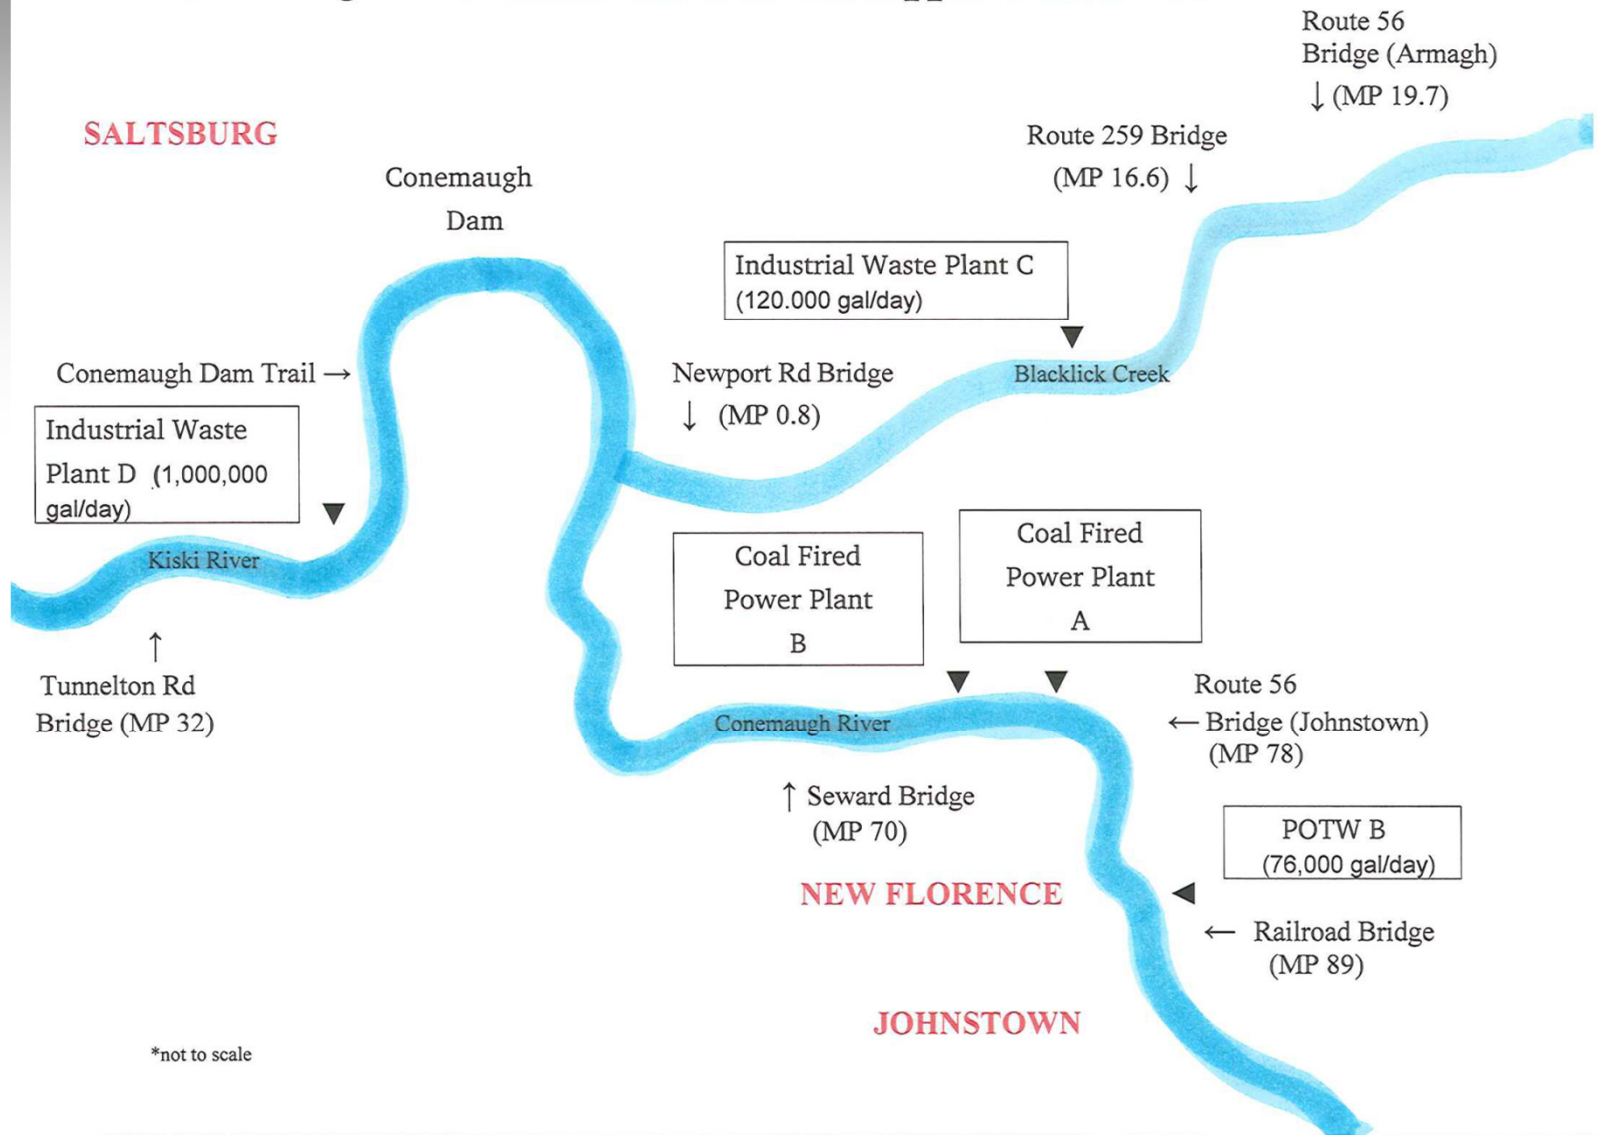 Route 56
Bridge (Armagh)
↓ (MP 19.7)
SALTSBURG
Route 259 Bridge
(MP 16.6) ↓
Conemaugh
Dam
Industrial Waste Plant C
(120.000 gal/day)
Conemaugh Dam Trail →
Newport Rd Bridge
↓ (MP 0.8)
Blacklick Creek
Industrial Waste
Plant D (1,000,000
gal/day)
Kiski River
Coal Fired
Power Plant
B
Coal Fired
Power Plant
A
↑
Tunnelton Rd
Bridge (MP 32)
Conemaugh River
Route 56
← Bridge (Johnstown)
(MP 78)
↑ Seward Bridge
(MP 70)
POTW B
(76,000 gal/day)
NEW FLORENCE
← Railroad Bridge
(MP 89)
JOHNSTOWN
*not to scale